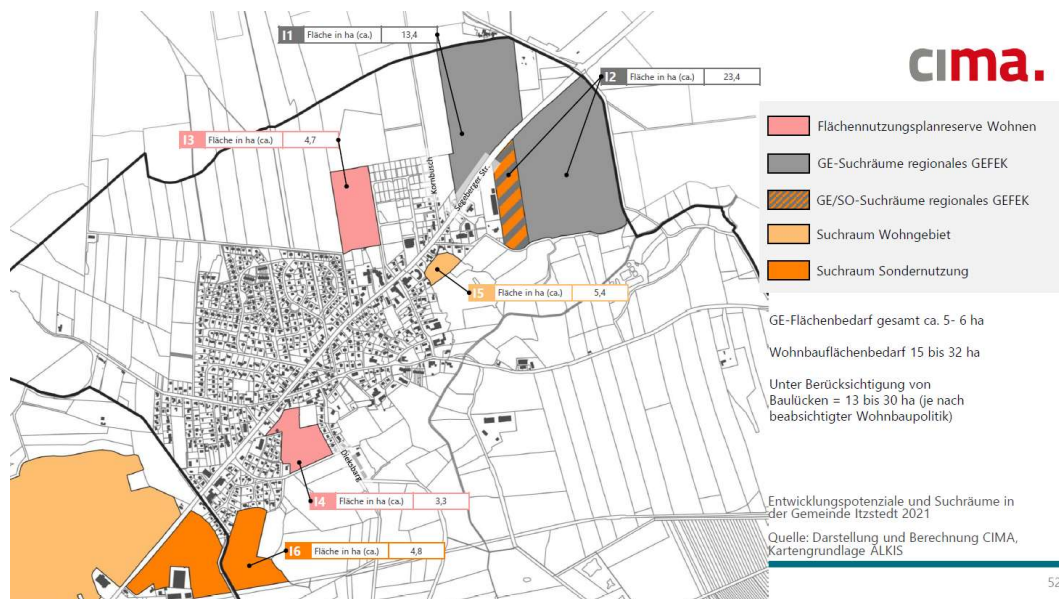 I1 Fläche in ha (ca.) 13,4
I2 Fläche in ha (ca.) 23,4
I3 Fläche in ha (ca.) 4,7
Kornbusch
Segeberger Str.
I5 Fläche in ha (ca.) 5,4
Dieksbarg
I4 Fläche in ha (ca.) 3,3
I6 Fläche in ha (ca.) 4,8
cima.
Flächennutzungsplanreserve Wohnen
GE-Suchräume regionales GEFEK
GE/SO-Suchräume regionales GEFEK
Suchraum Wohngebiet
Suchraum Sondernutzung
GE-Flächenbedarf gesamt ca. 5- 6 ha
Wohnbauflächenbedarf 15 bis 32 ha
Unter Berücksichtigung von
Baulücken = 13 bis 30 ha (je nach
beabsichtigter Wohnbaupolitik)
Entwicklungspotenziale und Suchräume in
der Gemeinde Itzstedt 2021
Quelle: Darstellung und Berechnung CIMA,
Kartengrundlage ALKIS
52